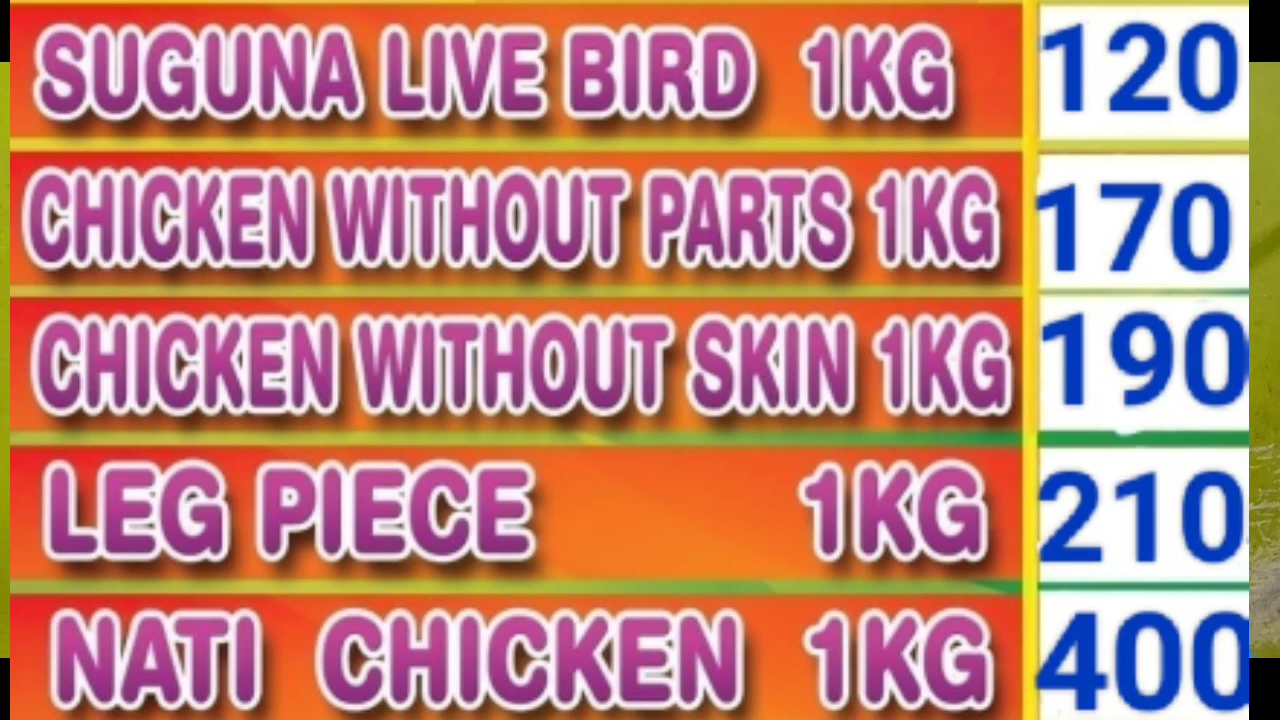 SUGUNA LIVE BIRD 1KG 120
CHICKEN WITHOUT PARTS 1KG 170
CHICKEN WITHOUT SKIN 1KG 190
LEG PIECE 1KG 210
NATI CHICKEN 1KG 400